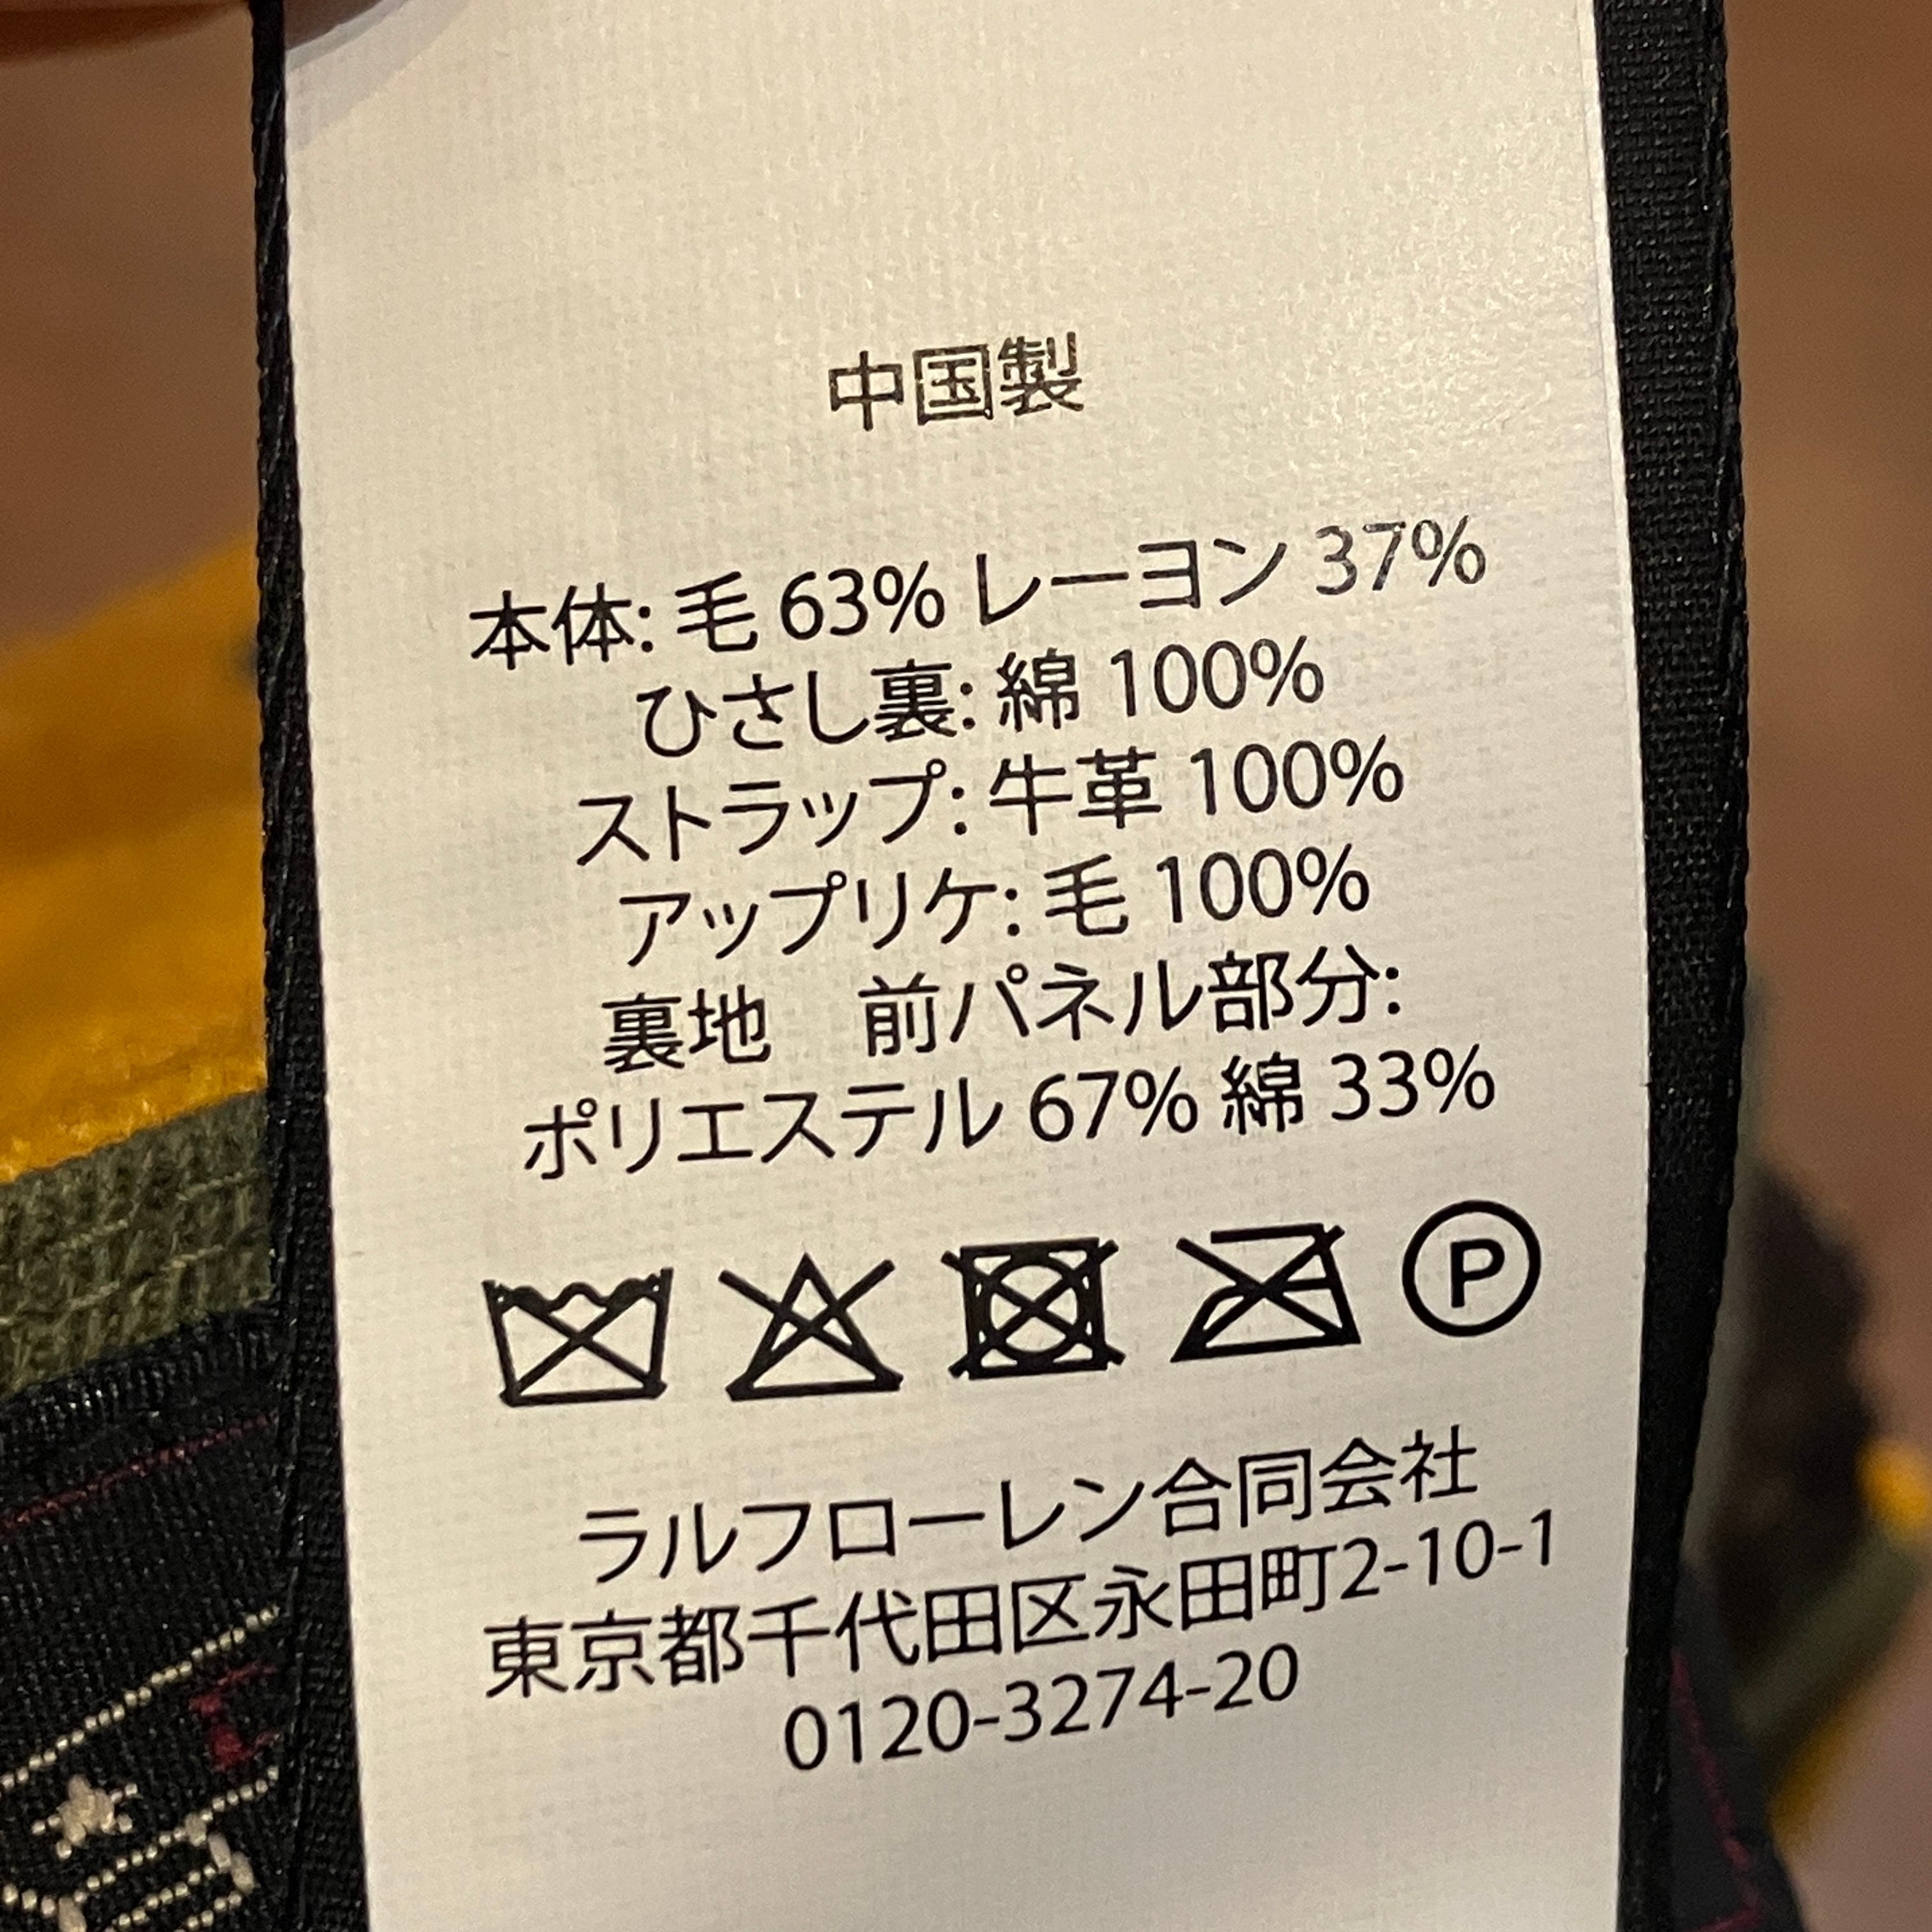 中国製
本体: 毛 63% レーヨン 37%
ひさし裏: 綿 100%
ストラップ: 牛革 100%
アップリケ: 毛 100%
裏地　前パネル部分:
ポリエステル 67% 綿 33%
P
ラルフローレン合同会社
東京都千代田区永田町2-10-1
0120-3274-20